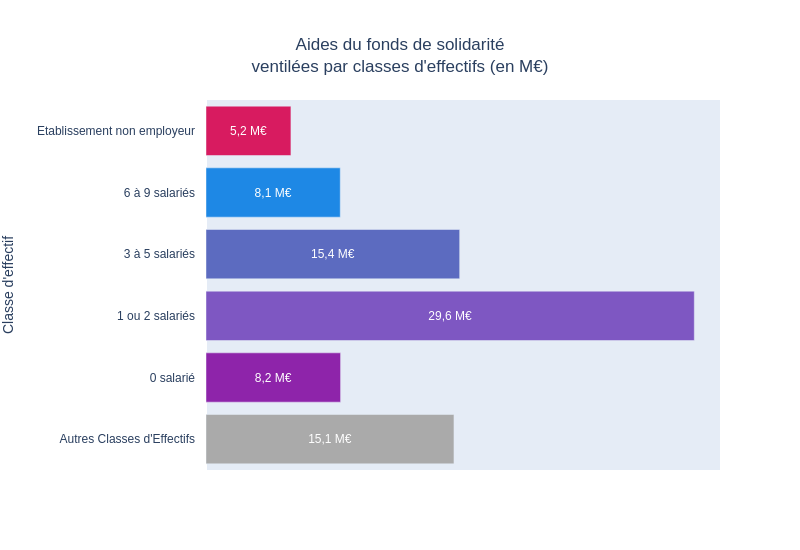 Aides du fonds de solidarité
ventilées par classes d'effectifs (en M€)
Classe d'effectif
Etablissement non employeur
5,2 M€
6 à 9 salariés
8,1 M€
3 à 5 salariés
15,4 M€
1 ou 2 salariés
29,6 M€
0 salarié
8,2 M€
Autres Classes d'Effectifs
15,1 M€